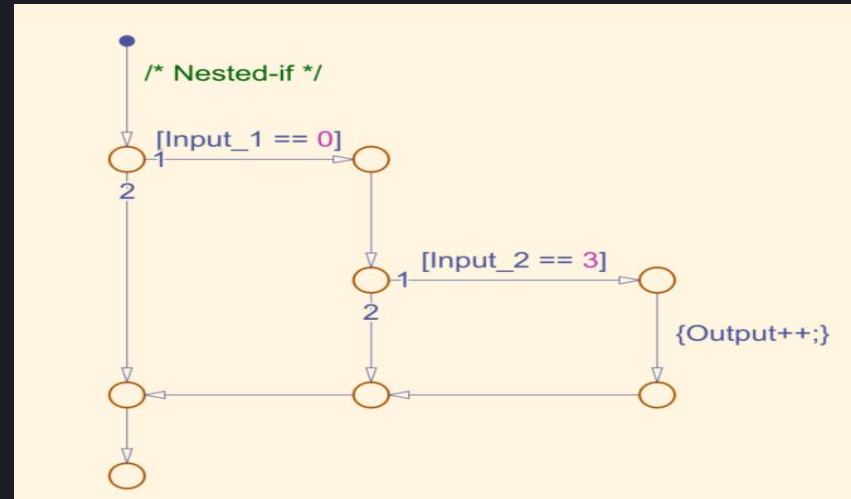 /* Nested-if */
[Input_1 == 0]
1
2
[Input_2 == 3]
1
2
{Output++;}